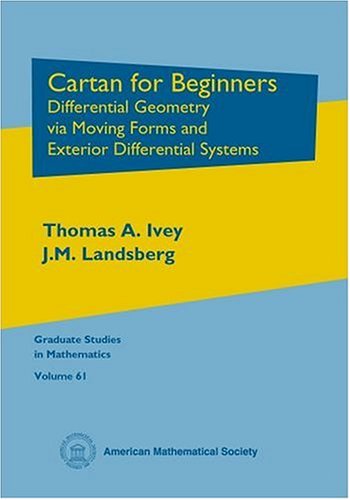 Cartan for Beginners
Differential Geometry
via Moving Forms and
Exterior Differential Systems
Thomas A. Ivey
J.M. Landsberg
Graduate Studies
in Mathematics
Volume 61
American Mathematical Society